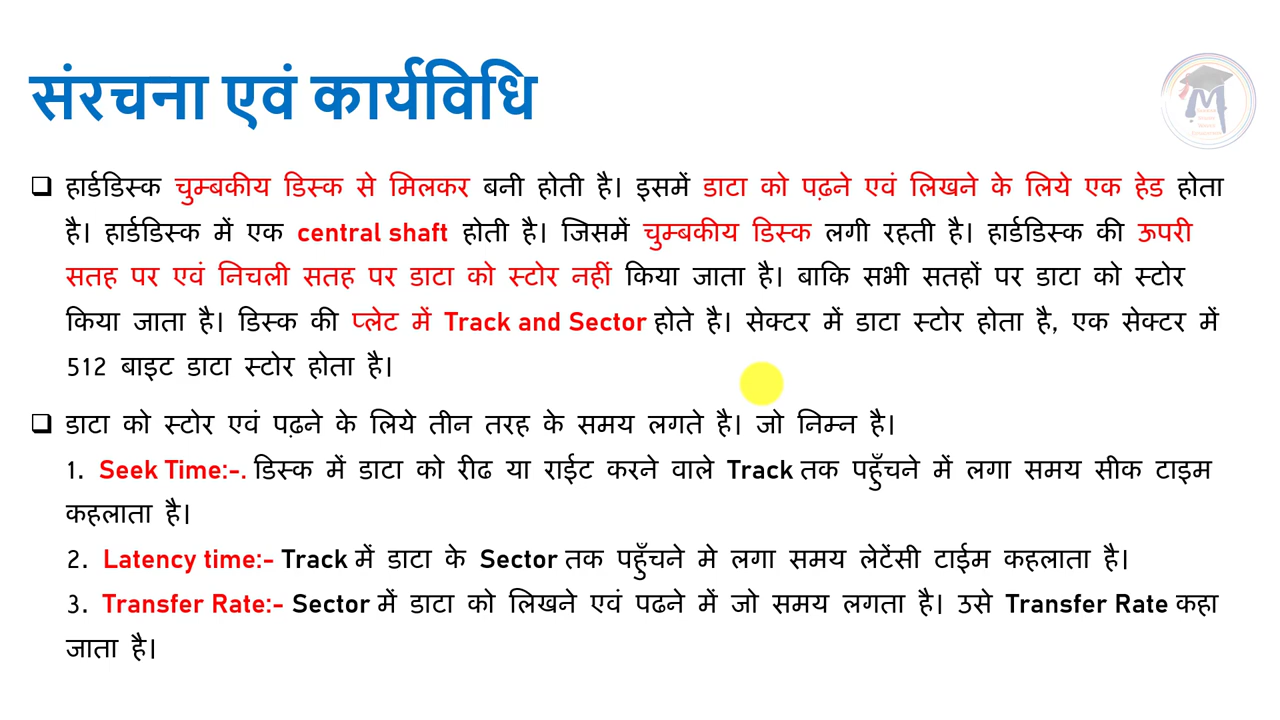 संरचना एवं कार्यविधि
हार्डडिस्क चुम्बकीय डिस्क से मिलकर बनी होती है। इसमें डाटा को पढ़ने एवं लिखने के लिये एक हेड होता
है। हार्डडिस्क में एक central shaft होती है। जिसमें चुम्बकीय डिस्क लगी रहती है। हार्डडिस्क की ऊपरी
सतह पर एवं निचली सतह पर डाटा को स्टोर नहीं किया जाता है। बाकि सभी सतहों पर डाटा को स्टोर
किया जाता है। डिस्क की प्लेट में Track and Sector होते है। सेक्टर में डाटा स्टोर होता है, एक सेक्टर में
512 बाइट डाटा स्टोर होता है।
डाटा को स्टोर एवं पढ़ने के लिये तीन तरह के समय लगते है। जो निम्न है।
1. Seek Time:-. डिस्क में डाटा को रीढ या राईट करने वाले Track तक पहुँचने में लगा समय सीक टाइम
कहलाता है।
2. Latency time:- Track में डाटा के Sector तक पहुँचने मे लगा समय लेटेंसी टाईम कहलाता है।
3. Transfer Rate:- Sector में डाटा को लिखने एवं पढने में जो समय लगता है। उसे Transfer Rate कहा
जाता है।